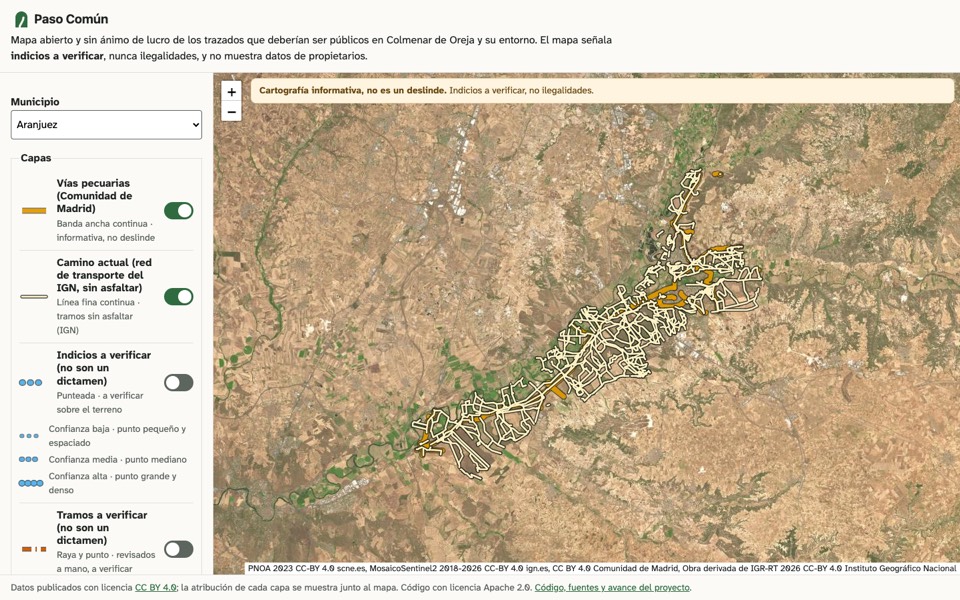 Paso Común
Mapa abierto y sin ánimo de lucro de los trazados que deberían ser públicos en Colmenar de Oreja y su entorno. El mapa señala
indicios a verificar, nunca ilegalidades, y no muestra datos de propietarios.
Municipio
Aranjuez
Capas
Vías pecuarias
(Comunidad de
Madrid)
Banda ancha continua ·
informativa, no deslinde
Camino actual (red
de transporte del
IGN, sin asfaltar)
Línea fina continua ·
tramos sin asfaltar
(IGN)
Indicios a verificar
(no son un
dictamen)
Punteada · a verificar
sobre el terreno
Confianza baja · punto pequeño y
espaciado
Confianza media · punto mediano
Confianza alta · punto grande y
denso
Tramos a verificar
(no son un
dictamen)
Raya y punto · revisados
a mano, a verificar
+
−
Cartografía informativa, no es un deslinde. Indicios a verificar, no ilegalidades.
PNOA 2023 CC-BY 4.0 scne.es, MosaicoSentinel2 2018-2026 CC-BY 4.0 ign.es, CC BY 4.0 Comunidad de Madrid, Obra derivada de IGR-RT 2026 CC-BY 4.0 Instituto Geográfico Nacional
Datos publicados con licencia CC BY 4.0; la atribución de cada capa se muestra junto al mapa. Código con licencia Apache 2.0. Código, fuentes y avance del proyecto.